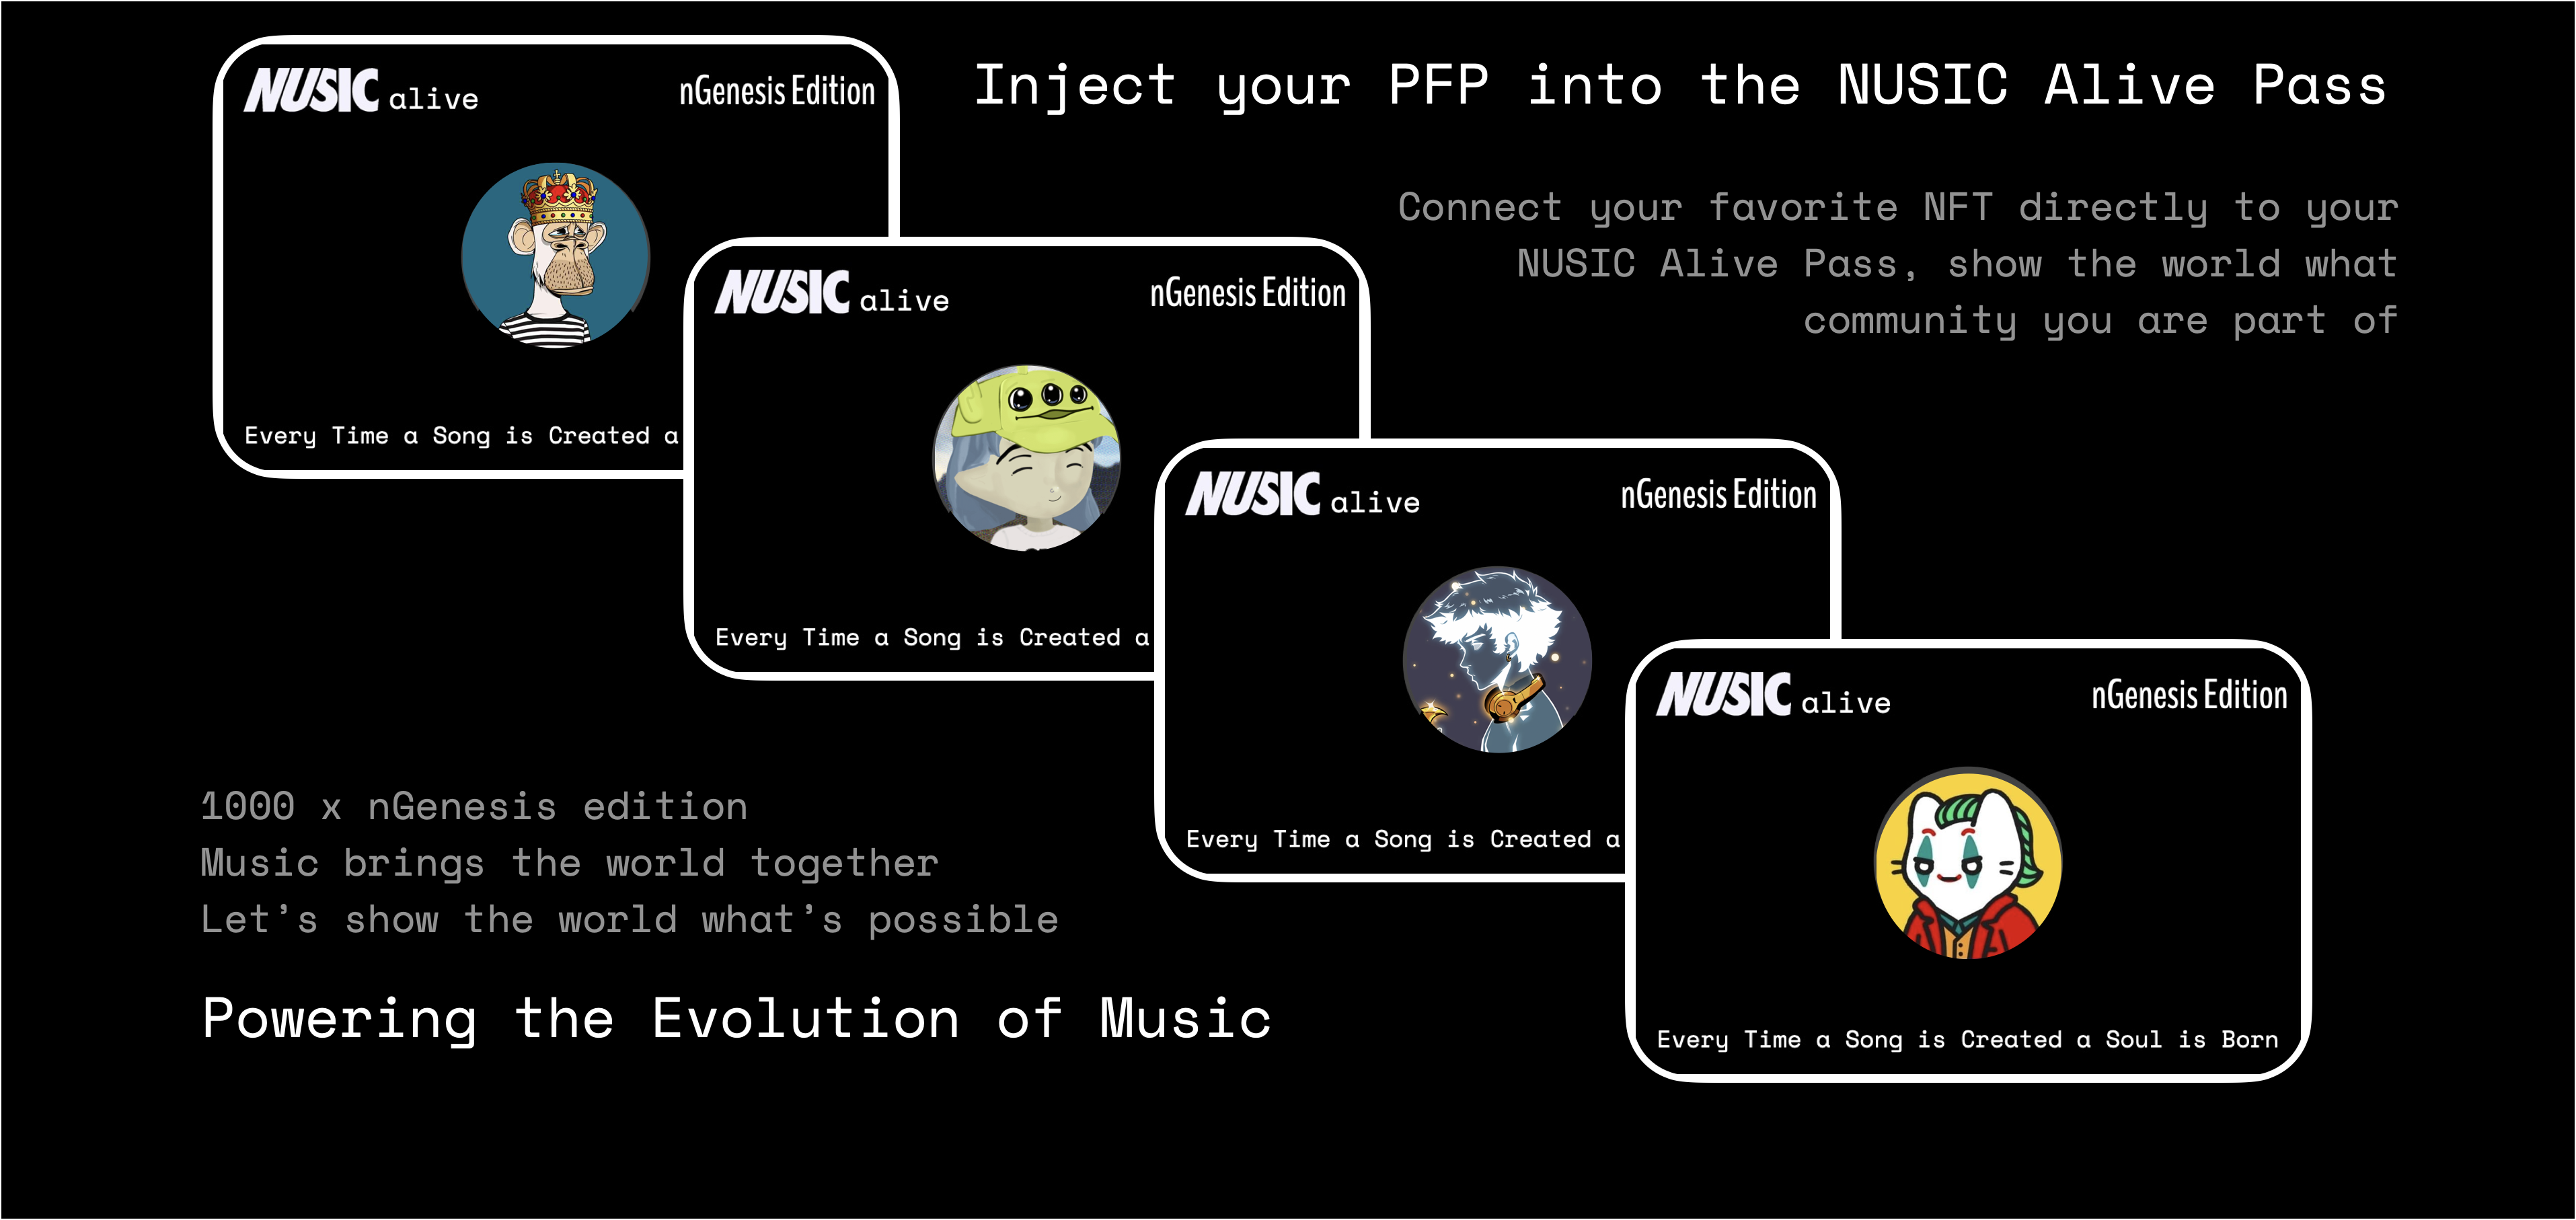 NUSIC alive
nGenesis Edition
Every Time a Song is Created a
Inject your PFP into the NUSIC Alive Pass
Connect your favorite NFT directly to your
NUSIC Alive Pass, show the world what
community you are part of
NUSIC alive
nGenesis Edition
Every Time a Song is Created a
NUSIC alive
nGenesis Edition
Every Time a Song is Created a
NUSIC alive
nGenesis Edition
Every Time a Song is Created a Soul is Born
1000 x nGenesis edition
Music brings the world together
Let’s show the world what’s possible
Powering the Evolution of Music